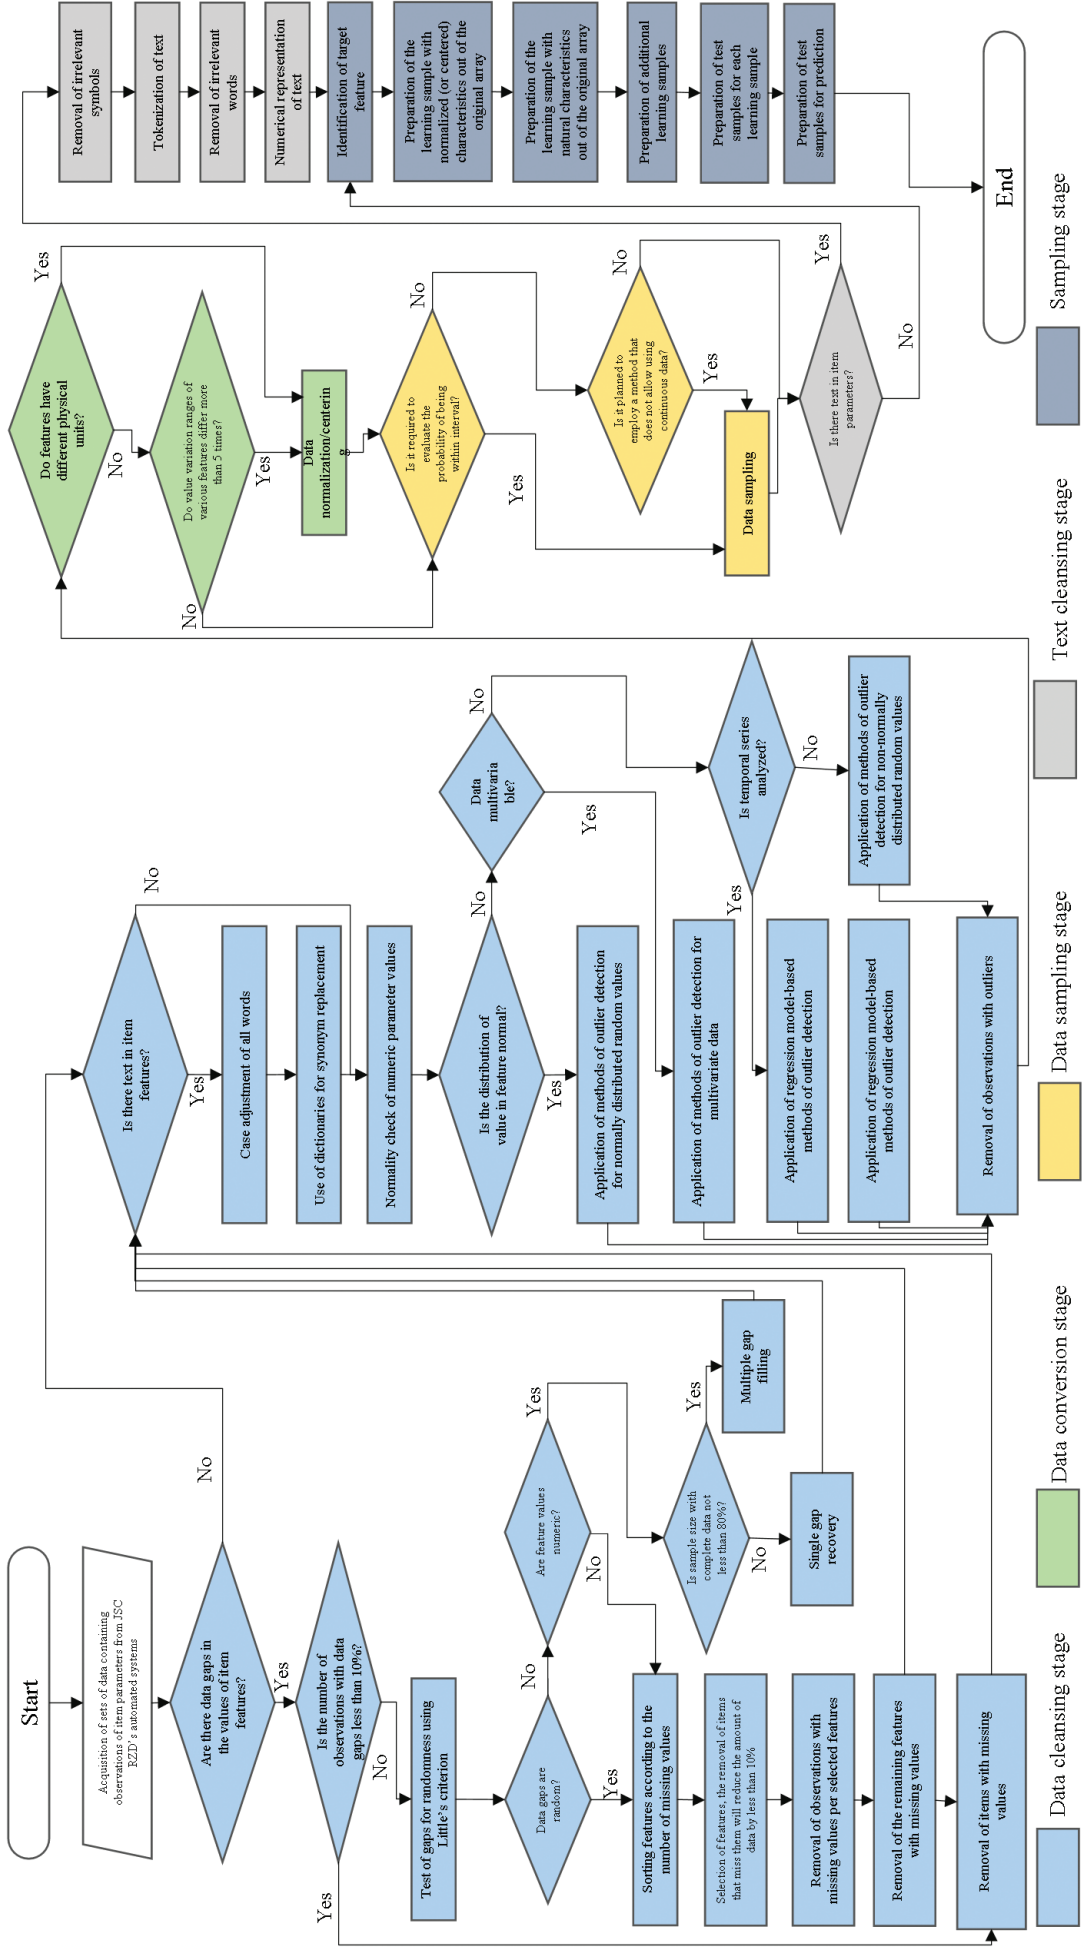 Start
Acquisition of sets of data containing
observations of item parameters from JSC
RZD's automated systems
Are there data gaps in
the values of item
features?
No
Yes
Is the number of
observations with data
gaps less than 10%?
Yes
No
Test of gaps for randomness using
Little's criterion
Data gaps are
random?
No
Yes
Are feature values
numeric?
Yes
No
Sorting features according to the
number of missing values
Is sample size with
complete data not
less than 80%?
Yes
No
Multiple gap
filling
Single gap
recovery
Selection of features, the removal of items
that miss them will reduce the amount of
data by less than 10%
Removal of observations with
missing values per selected features
Removal of the remaining features
with missing values
Removal of items with missing
values
Is there text in item
features?
No
Yes
Case adjustment of all words
Use of dictionaries for synonym replacement
Normality check of numeric parameter values
Is the distribution of
value in feature normal?
No
Yes
Data
multivaria
ble?
No
Yes
Application of methods of outlier detection
for normally distributed random values
Application of methods of outlier detection for
multivariate data
Is temporal series
analyzed?
Yes
No
Application of regression model-based
methods of outlier detection
Application of regression model-based
methods of outlier detection
Application of methods of outlier
detection for non-normally
distributed random values
Removal of observations with outliers
Do features have
different physical
units?
Yes
No
Do value variation ranges of
various features differ more
than 5 times?
No
Yes
Data
normalization/centerin
g
Is it required to
evaluate the
probability of being
within interval?
No
Yes
Is it planned to
employ a method that
does not allow using
continuous data?
No
Yes
Data sampling
Is there text in item
parameters?
Yes
No
Removal of irrelevant
symbols
Tokenization of text
Removal of irrelevant
words
Numerical representation
of text
Identification of target
feature
Preparation of the
learning sample with
normalized (or centered)
characteristics out of the
original array
Preparation of the
learning sample with
natural characteristics
out of the original array
Preparation of additional
learning samples
Preparation of test
samples for each
learning sample
Preparation of test
samples for prediction
End
Data cleansing stage
Data conversion stage
Data sampling stage
Text cleansing stage
Sampling stage